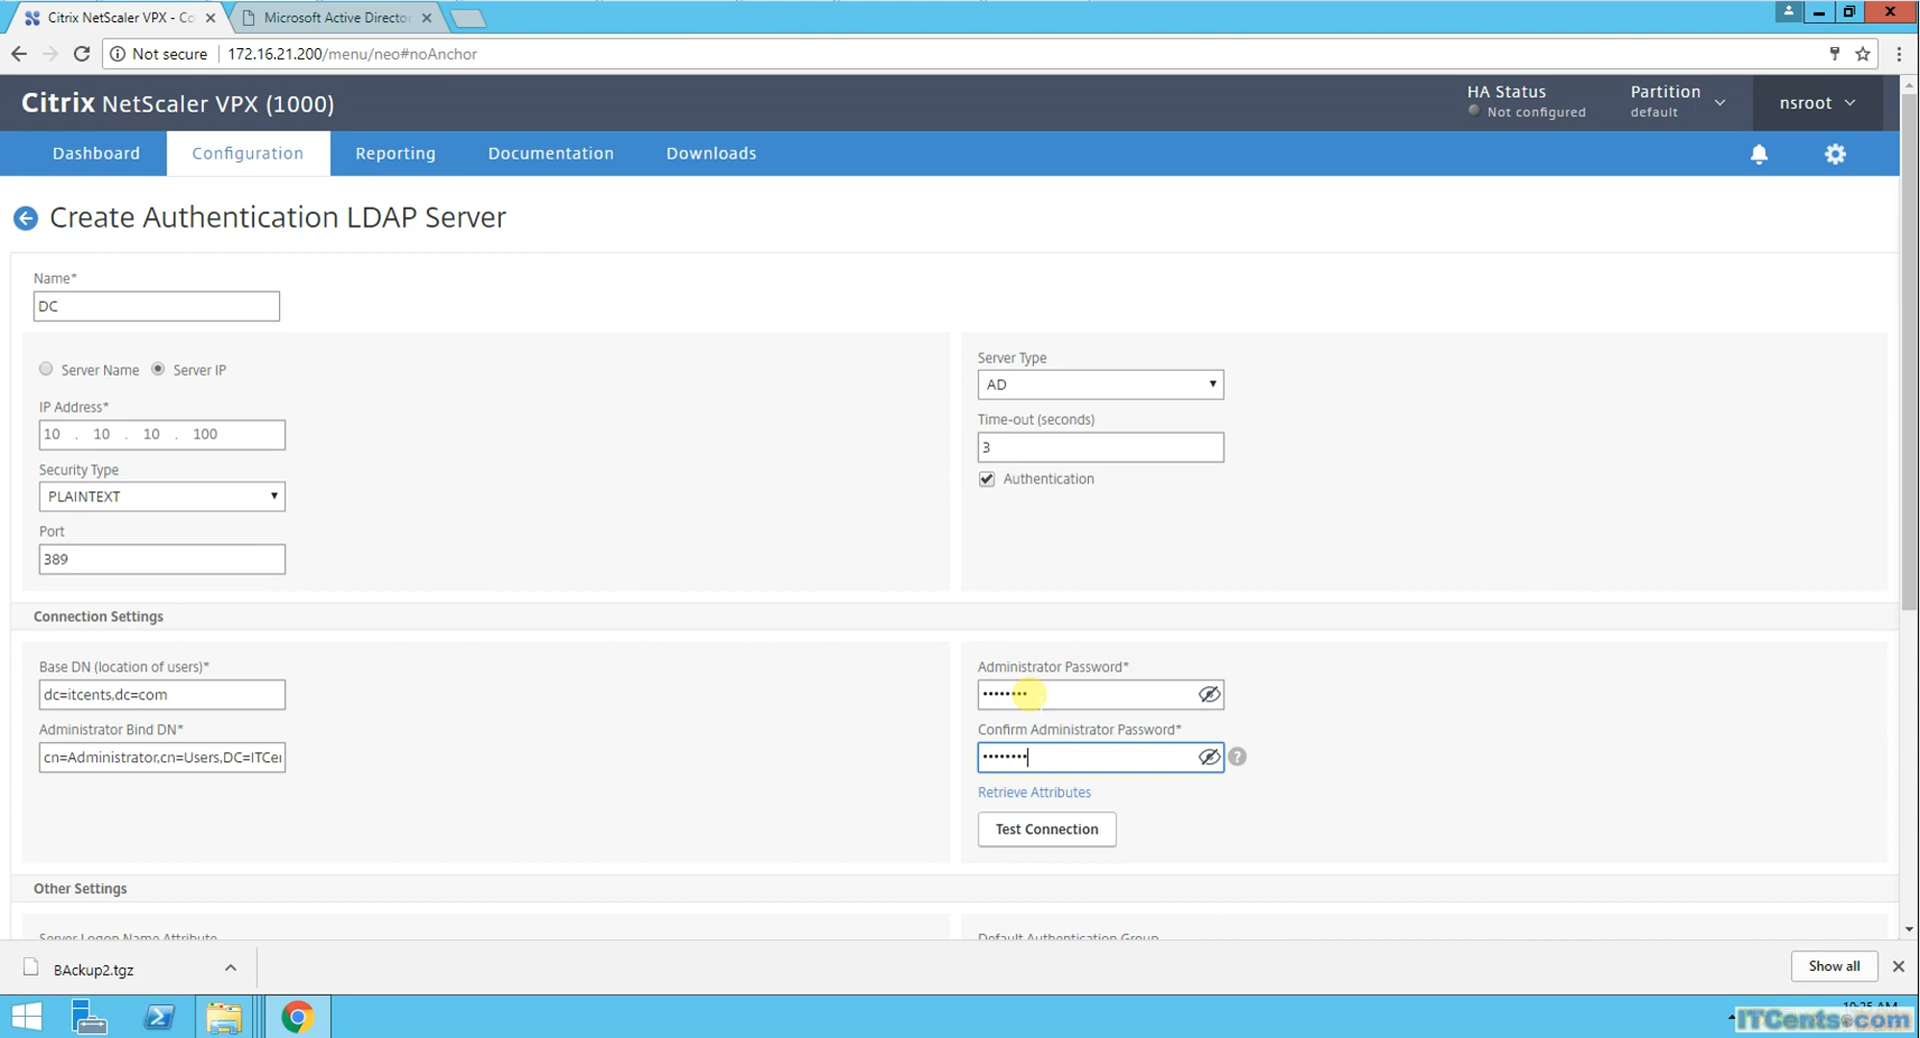 Citrix NetScaler VPX - Co
Microsoft Active Director
Not secure
172.16.21.200/menu/neo#noAnchor
Citrix NetScaler VPX (1000)
HA Status
Not configured
Partition
default
nsroot
Dashboard
Configuration
Reporting
Documentation
Downloads
Create Authentication LDAP Server
Name*
DC
Server Name
Server IP
IP Address*
10 . 10 . 10 . 100
Security Type
PLAINTEXT
Port
389
Server Type
AD
Time-out (seconds)
3
Authentication
Connection Settings
Base DN (location of users)*
dc=itcents,dc=com
Administrator Bind DN*
cn=Administrator,cn=Users,DC=ITCe
Administrator Password*
••••••••
Confirm Administrator Password*
••••••••
?
Retrieve Attributes
Test Connection
Other Settings
Server Logon Name Attribute
Default Authentication Group
BAckup2.tgz
Show all
10:25 AM
ITCents.com